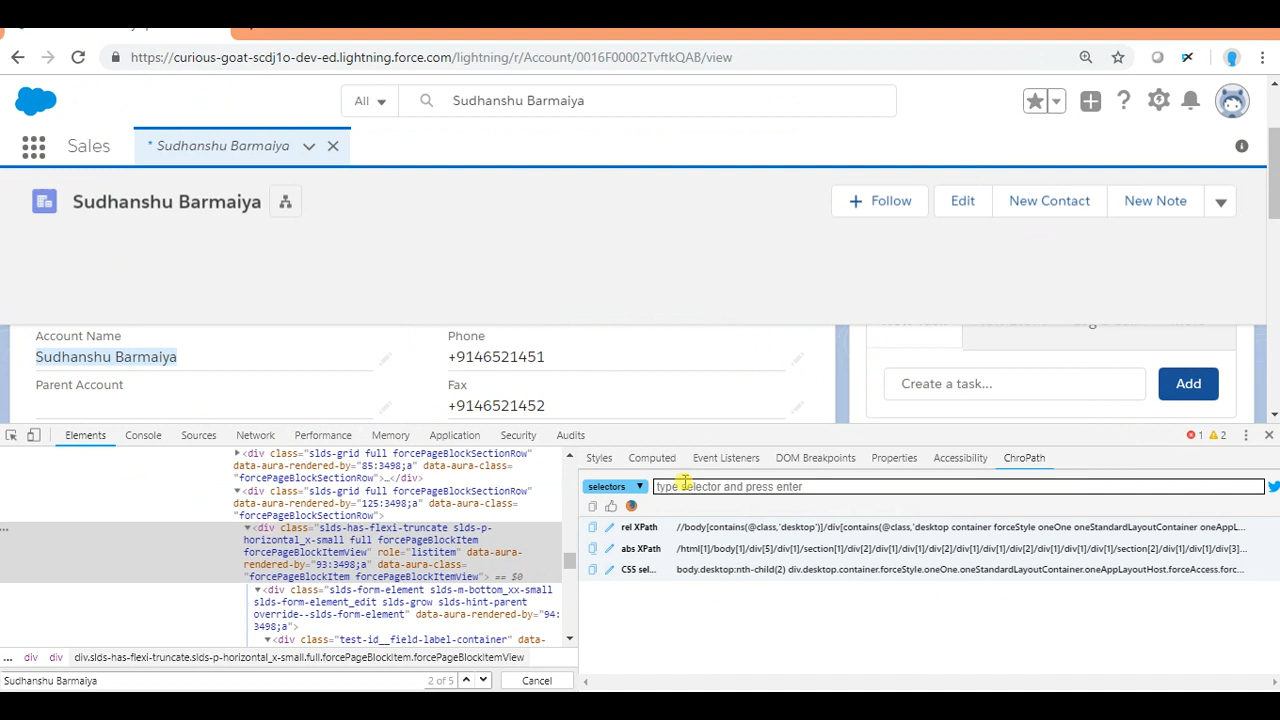 https://curious-goat-scdj1o-dev-ed.lightning.force.com/lightning/r/Account/0016F00002TvftkQAB/view
All Sudhanshu Barmaiya
Sales * Sudhanshu Barmaiya
Sudhanshu Barmaiya + Follow Edit New Contact New Note
Account Name Phone
Sudhanshu Barmaiya +9146521451
Parent Account Fax
+9146521452
Create a task... Add
Elements Console Sources Network Performance Memory Application Security Audits 1 2
<div class="slds-grid full forcePageBlockSectionRow"
data-aura-rendered-by="85:3498;a" data-aura-class=
"forcePageBlockSectionRow">…</div>
<div class="slds-grid full forcePageBlockSectionRow"
data-aura-rendered-by="125:3498;a" data-aura-class=
"forcePageBlockSectionRow">
<div class="slds-has-flexi-truncate slds-p-
horizontal_x-small full forcePageBlockItem
forcePageBlockItemView" role="listitem" data-aura-
rendered-by="93:3498;a" data-aura-class=
"forcePageBlockItem forcePageBlockItemView"> == $0
<div class="slds-form-element slds-m-bottom_xx-small
slds-form-element_edit slds-grow slds-hint-parent
override--slds-form-element" data-aura-rendered-by="94:
3498;a">
<div class="test-id__field-label-container" data-
... div div div.slds-has-flexi-truncate.slds-p-horizontal_x-small.full.forcePageBlockItem.forcePageBlockItemView
Sudhanshu Barmaiya 2 of 5 Cancel
Styles Computed Event Listeners DOM Breakpoints Properties Accessibility ChroPath
selectors type selector and press enter
rel XPath //body[contains(@class,'desktop')]/div[contains(@class,'desktop container forceStyle oneOne oneStandardLayoutContainer oneAppL...
abs XPath /html[1]/body[1]/div[5]/div[1]/section[1]/div[2]/div[1]/div[2]/div[1]/div[1]/div[1]/div[1]/div[1]/section[2]/div[1]/div[1]/div[3]...
CSS sel... body.desktop:nth-child(2) div.desktop.container.forceStyle.oneOne.oneStandardLayoutContainer.oneAppLayoutHost.forceAccess.forc...